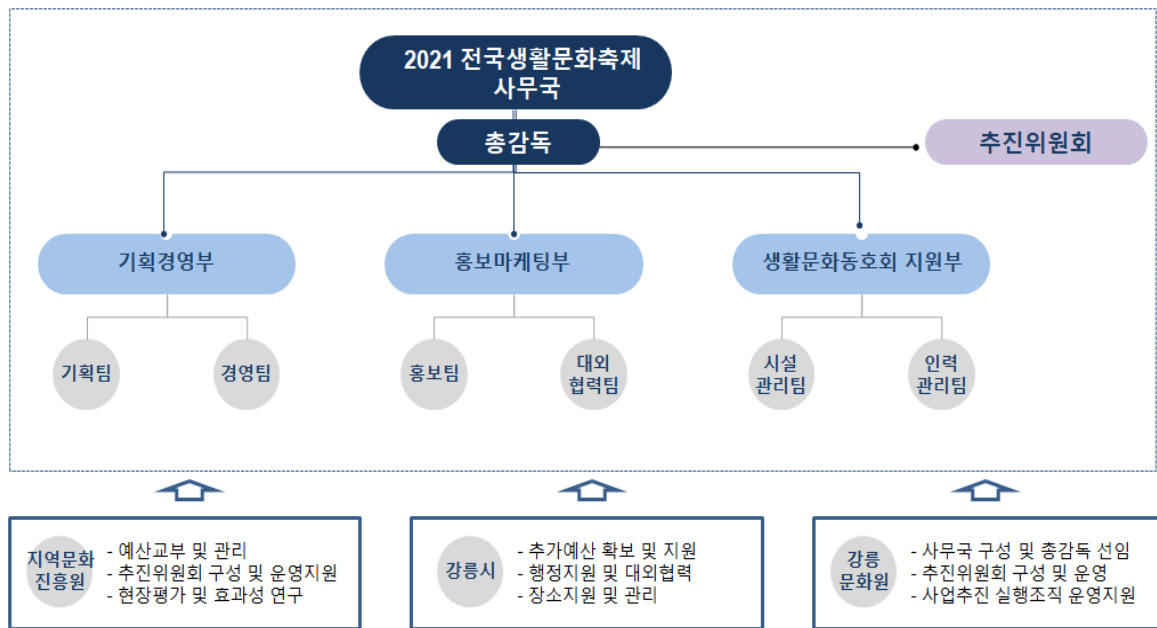 2021 전국생활문화축제
사무국
총감독
추진위원회
기획경영부
홍보마케팅부
생활문화동호회 지원부
기획팀
경영팀
홍보팀
대외
협력팀
시설
관리팀
인력
관리팀
지역문화
진흥원
- 예산교부 및 관리
- 추진위원회 구성 및 운영지원
- 현장평가 및 효과성 연구
강릉시
- 추가예산 확보 및 지원
- 행정지원 및 대외협력
- 장소지원 및 관리
강릉
문화원
- 사무국 구성 및 총감독 선임
- 추진위원회 구성 및 운영
- 사업추진 실행조직 운영지원